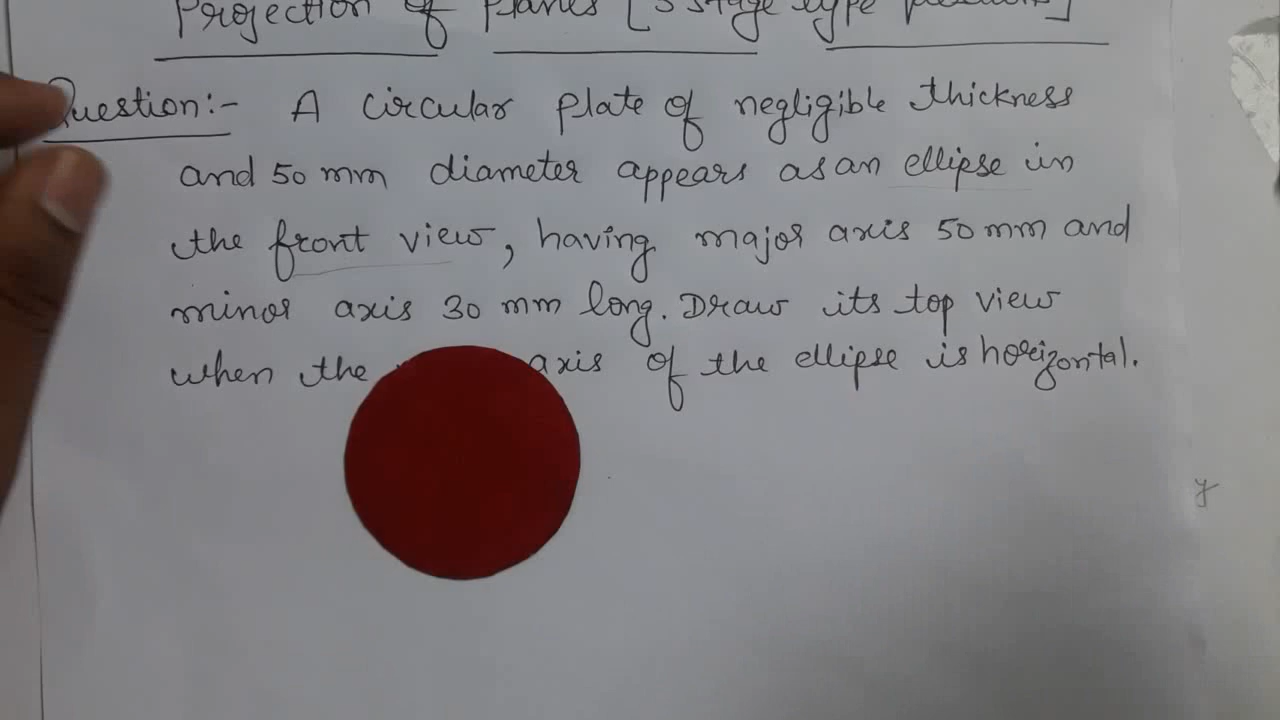 Projection of Planes [3 stage type problem]
Question:- A circular plate of negligible thickness
and 50 mm diameter appears as an ellipse in
the front view, having major axis 50 mm and
minor axis 30 mm long. Draw its top view
when the axis of the ellipse is horizontal.